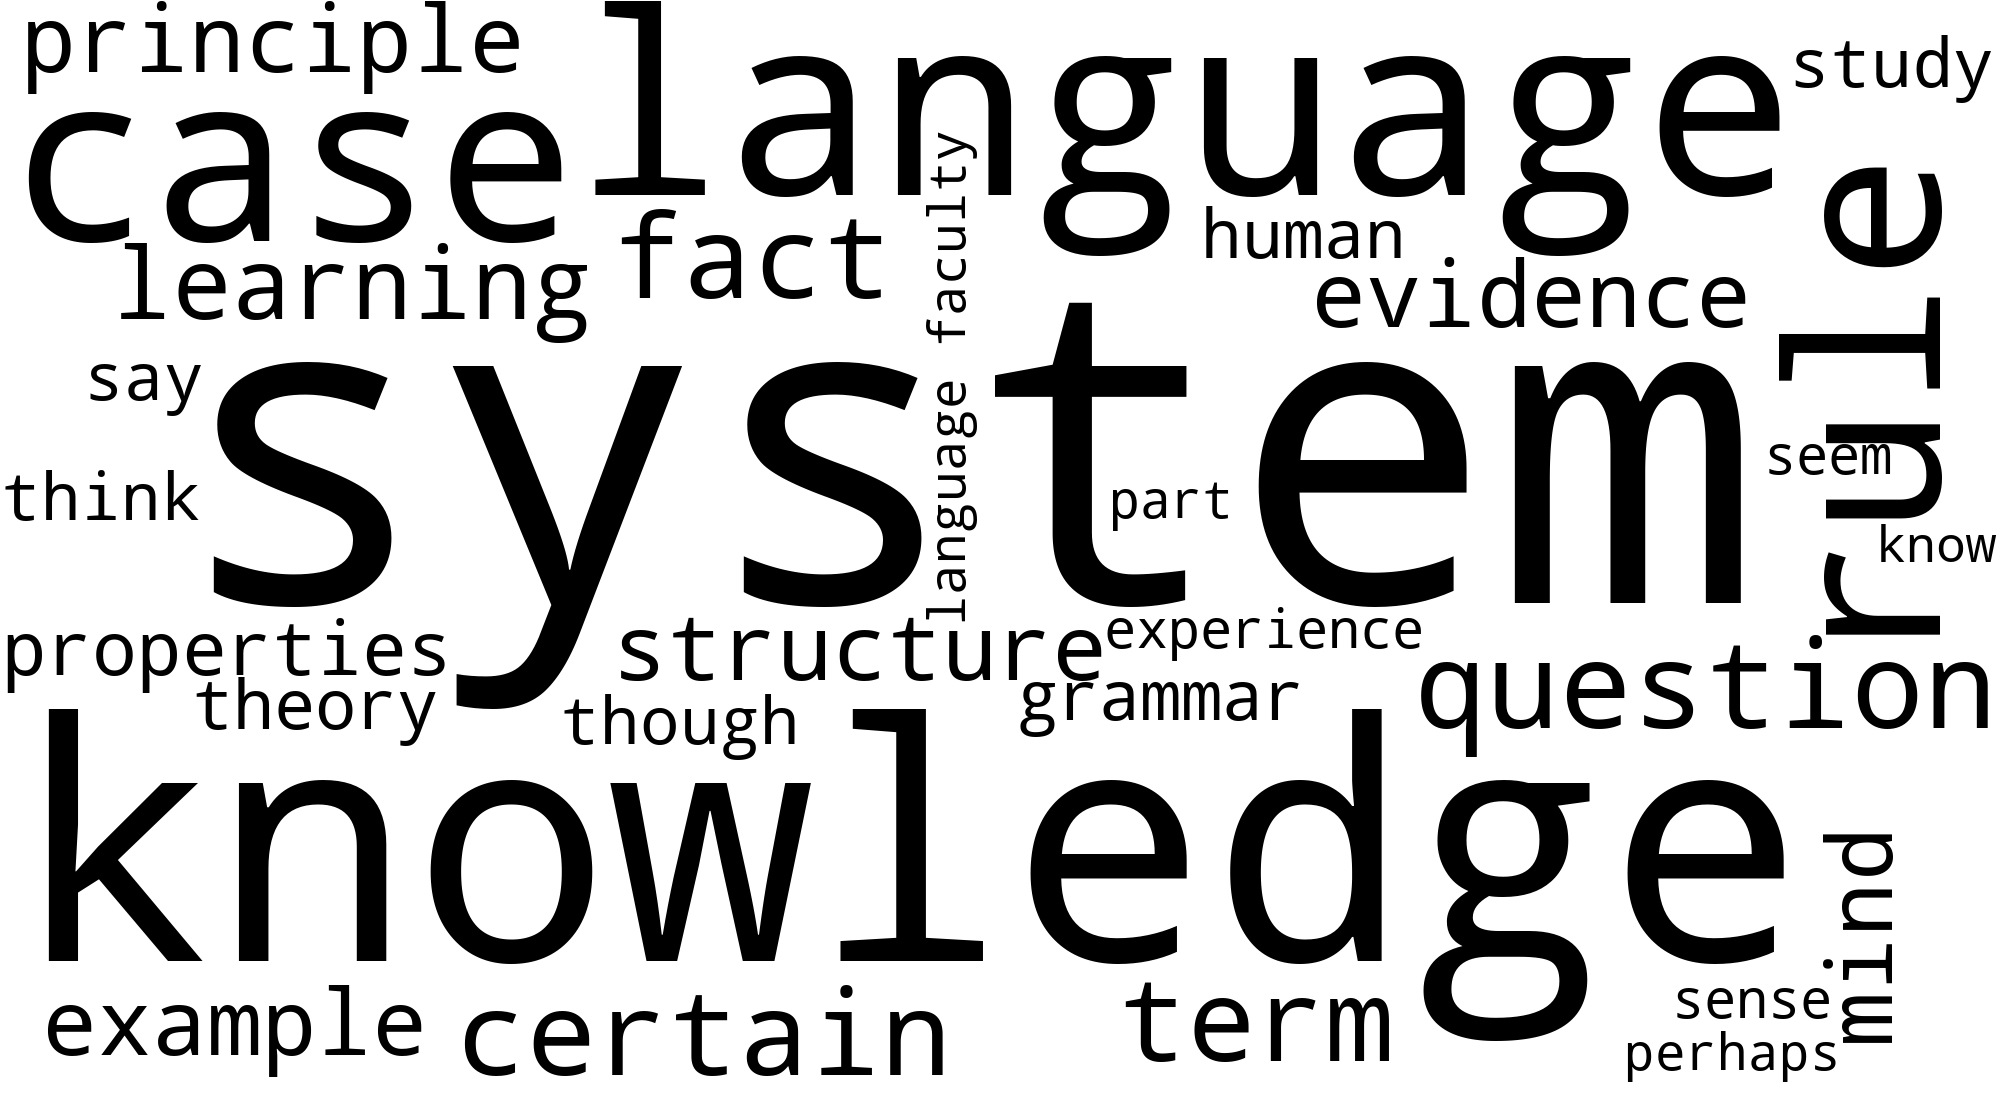 principle
language
study
case
language faculty
rule
fact
human
learning
evidence
say
system
think
part
seem
know
properties
structure
experience
theory
though
grammar
question
knowledge
mind
example
certain
term
sense
perhaps